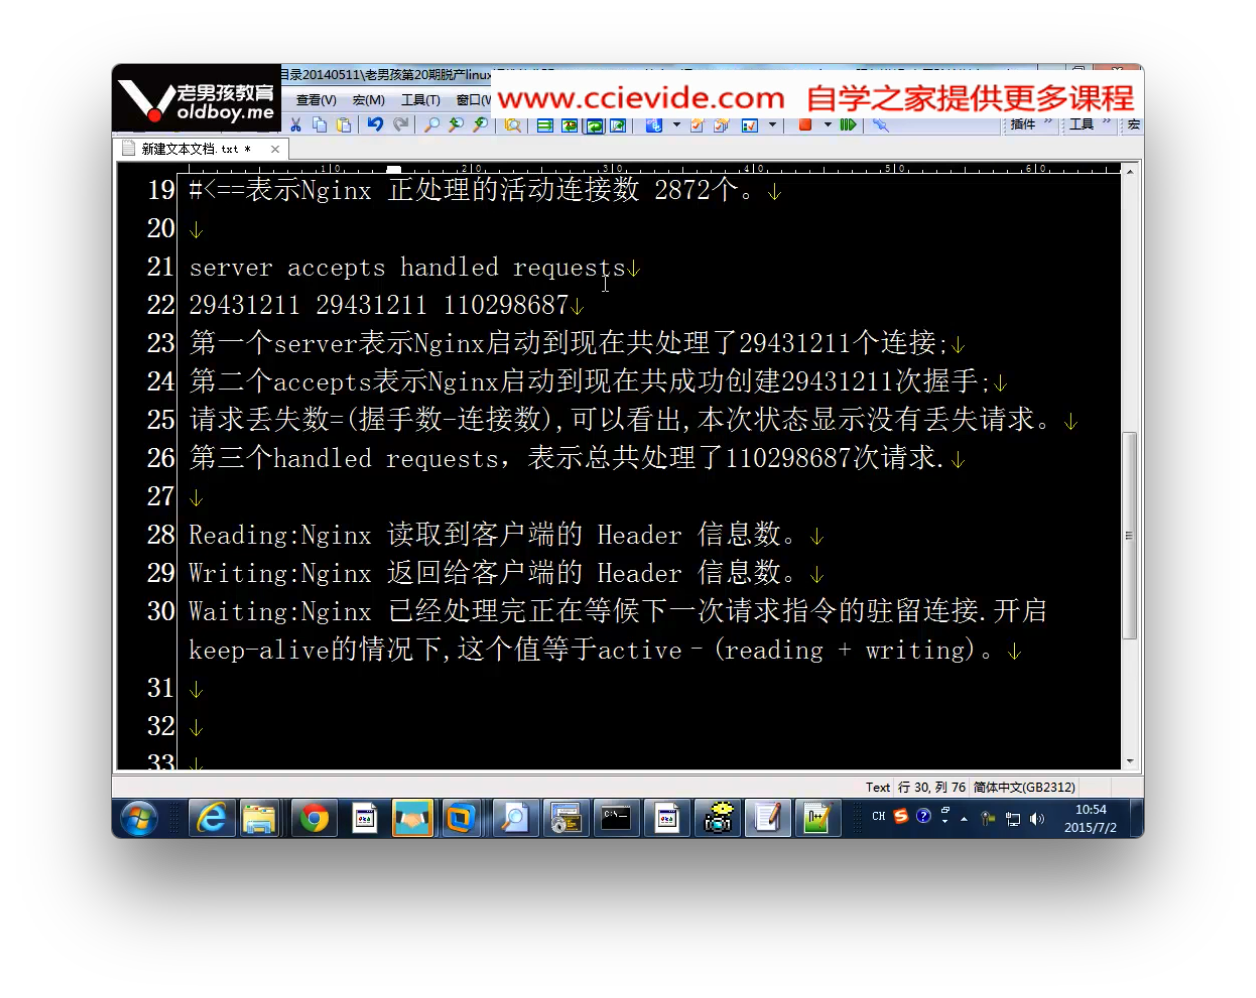 老男孩教育
oldboy.me
目录20140511\老男孩第20期脱产linux
www.ccievide.com 自学之家提供更多课程
查看(V) 宏(M) 工具(T)
插件 工具 宏
新建文本文档.txt *
19 #<==表示Nginx 正处理的活动连接数 2872个。↓
20 ↓
21 server accepts handled requests↓
22 29431211 29431211 110298687↓
23 第一个server表示Nginx启动到现在共处理了29431211个连接;↓
24 第二个accepts表示Nginx启动到现在共成功创建29431211次握手;↓
25 请求丢失数=(握手数-连接数),可以看出,本次状态显示没有丢失请求。↓
26 第三个handled requests，表示总共处理了110298687次请求.↓
27 ↓
28 Reading:Nginx 读取到客户端的 Header 信息数。↓
29 Writing:Nginx 返回给客户端的 Header 信息数。↓
30 Waiting:Nginx 已经处理完正在等候下一次请求指令的驻留连接.开启
keep-alive的情况下,这个值等于active–(reading + writing)。↓
31 ↓
32 ↓
33 ↓
Text 行 30, 列 76 简体中文(GB2312)
CH
10:54
2015/7/2